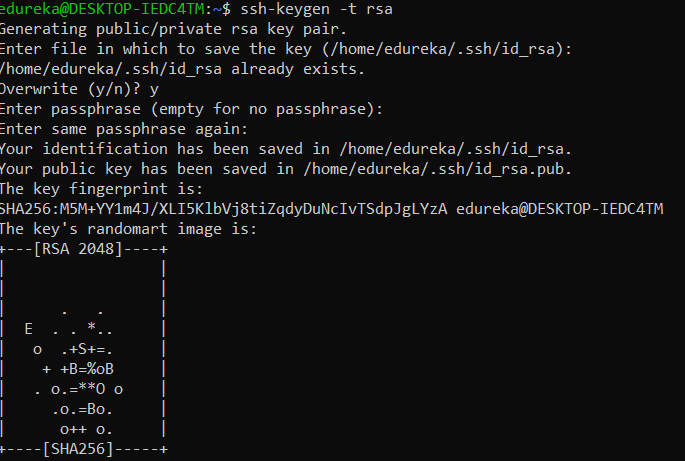 edureka@DESKTOP-IEDC4TM:~$ ssh-keygen -t rsa
Generating public/private rsa key pair.
Enter file in which to save the key (/home/edureka/.ssh/id_rsa):
/home/edureka/.ssh/id_rsa already exists.
Overwrite (y/n)? y
Enter passphrase (empty for no passphrase):
Enter same passphrase again:
Your identification has been saved in /home/edureka/.ssh/id_rsa.
Your public key has been saved in /home/edureka/.ssh/id_rsa.pub.
The key fingerprint is:
SHA256:M5M+YY1m4J/XLI5KlbVj8tiZqdyDuNcIvTSdpJgLYzA edureka@DESKTOP-IEDC4TM
The key's randomart image is:
+---[RSA 2048]----+
|                 |
|                 |
|      .   .      |
|  E  . . *..     |
|   o  .+S+=.     |
|    + +B=%oB     |
|   . o.=**O o    |
|     .o.=Bo.     |
|      o++ o.     |
+----[SHA256]-----+